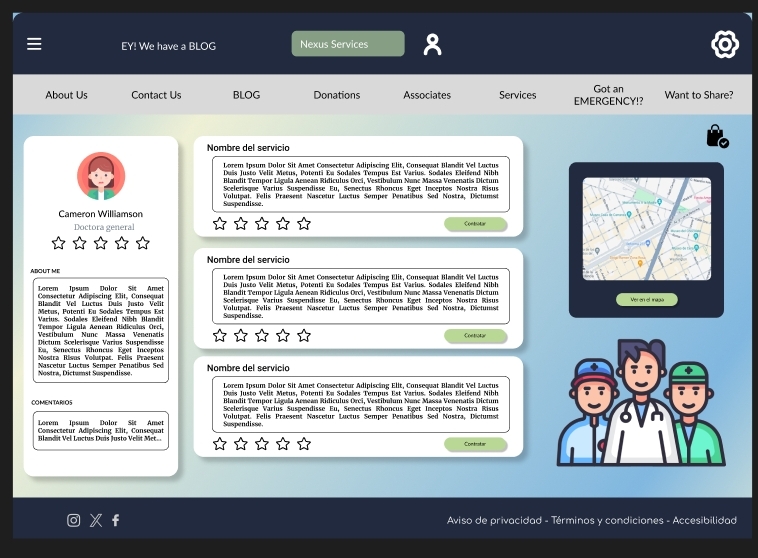 EY! We have a BLOG
Nexus Services
About Us
Contact Us
BLOG
Donations
Associates
Services
Got an
EMERGENCY!?
Want to Share?
Cameron Williamson
Doctora general
ABOUT ME
Lorem Ipsum Dolor Sit Amet
Consectetur Adipiscing Elit, Consequat
Blandit Vel Luctus Duis Justo Velit
Metus, Potenti Eu Sodales Tempus Est
Varius. Sodales Eleifend Nibh Blandit
Tempor Ligula Aenean Ridiculus Orci,
Vestibulum Nunc Massa Venenatis
Dictum Scelerisque Varius Suspendisse
Eu, Senectus Rhoncus Eget Inceptos
Nostra Risus Volutpat. Felis Praesent
Nascetur Luctus Semper Penatibus Sed
Nostra, Dictumst Suspendisse.
COMENTARIOS
Lorem Ipsum Dolor Sit Amet
Consectetur Adipiscing Elit, Consequat
Blandit Vel Luctus Duis Justo Velit Met...
Nombre del servicio
Lorem Ipsum Dolor Sit Amet Consectetur Adipiscing Elit, Consequat Blandit Vel Luctus
Duis Justo Velit Metus, Potenti Eu Sodales Tempus Est Varius. Sodales Eleifend Nibh
Blandit Tempor Ligula Aenean Ridiculus Orci, Vestibulum Nunc Massa Venenatis Dictum
Scelerisque Varius Suspendisse Eu, Senectus Rhoncus Eget Inceptos Nostra Risus
Volutpat. Felis Praesent Nascetur Luctus Semper Penatibus Sed Nostra, Dictumst
Suspendisse.
Contratar
Nombre del servicio
Lorem Ipsum Dolor Sit Amet Consectetur Adipiscing Elit, Consequat Blandit Vel Luctus
Duis Justo Velit Metus, Potenti Eu Sodales Tempus Est Varius. Sodales Eleifend Nibh
Blandit Tempor Ligula Aenean Ridiculus Orci, Vestibulum Nunc Massa Venenatis Dictum
Scelerisque Varius Suspendisse Eu, Senectus Rhoncus Eget Inceptos Nostra Risus
Volutpat. Felis Praesent Nascetur Luctus Semper Penatibus Sed Nostra, Dictumst
Suspendisse.
Contratar
Nombre del servicio
Lorem Ipsum Dolor Sit Amet Consectetur Adipiscing Elit, Consequat Blandit Vel Luctus
Duis Justo Velit Metus, Potenti Eu Sodales Tempus Est Varius. Sodales Eleifend Nibh
Blandit Tempor Ligula Aenean Ridiculus Orci, Vestibulum Nunc Massa Venenatis Dictum
Scelerisque Varius Suspendisse Eu, Senectus Rhoncus Eget Inceptos Nostra Risus
Volutpat. Felis Praesent Nascetur Luctus Semper Penatibus Sed Nostra, Dictumst
Suspendisse.
Contratar
Ver en el mapa
Aviso de privacidad - Términos y condiciones - Accesibilidad